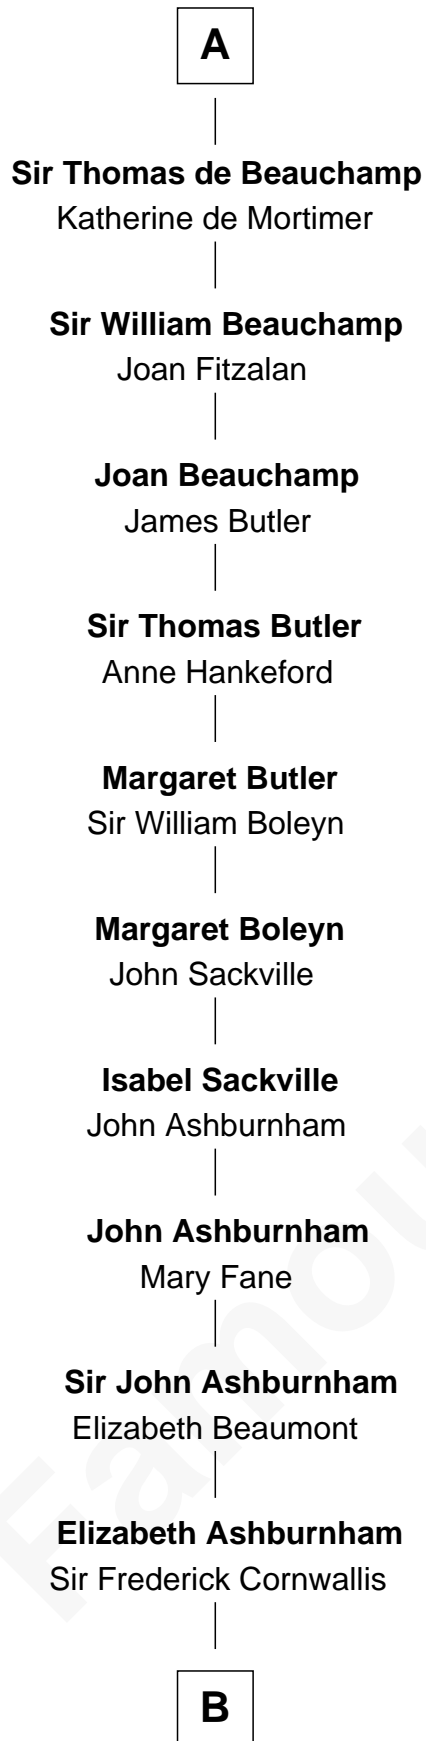 A
Sir Thomas de Beauchamp
Katherine de Mortimer
Sir William Beauchamp
Joan Fitzalan
Joan Beauchamp
James Butler
Sir Thomas Butler
Anne Hankeford
Margaret Butler
Sir William Boleyn
Margaret Boleyn
John Sackville
Isabel Sackville
John Ashburnham
John Ashburnham
Mary Fane
Sir John Ashburnham
Elizabeth Beaumont
Elizabeth Ashburnham
Sir Frederick Cornwallis
B
Famou